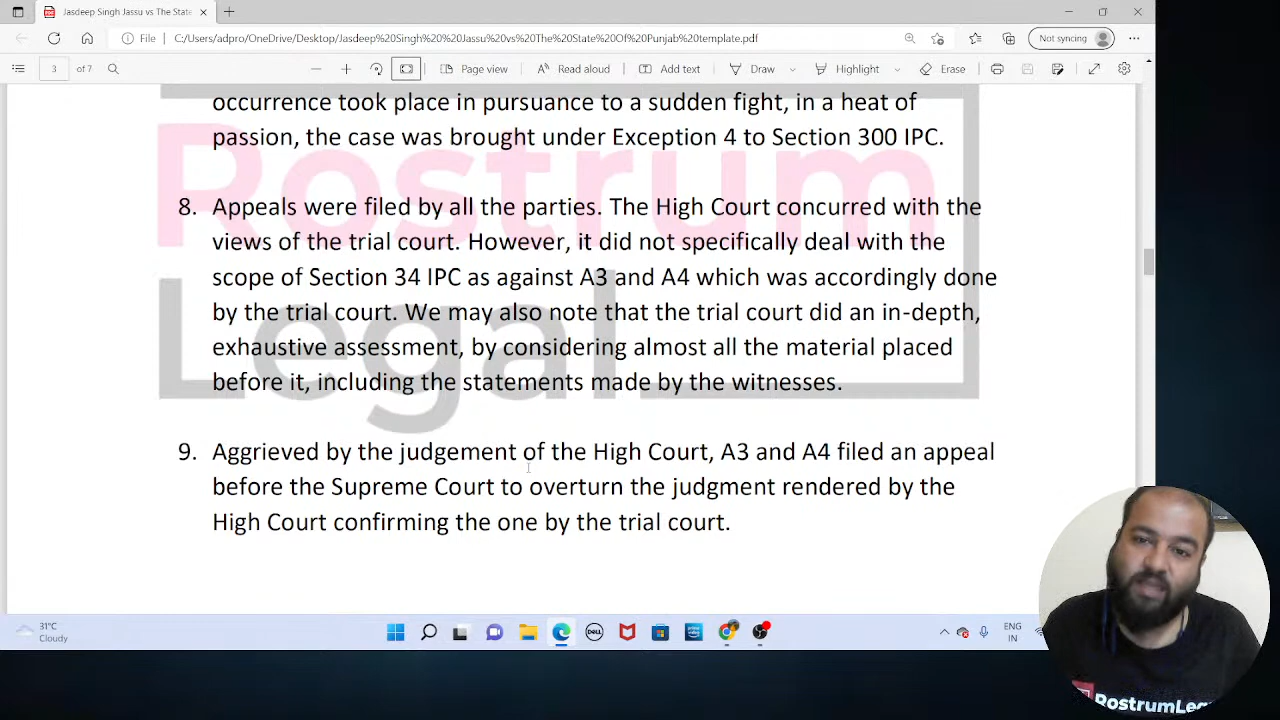 Jasdeep Singh Jassu vs The State
File
C:/Users/adpro/OneDrive/Desktop/Jasdeep%20Singh%20%20Jassu%20vs%20The%20State%20Of%20Punjab%20template.pdf
Not syncing
3 of 7
Page view
Read aloud
Add text
Draw
Highlight
Erase
occurrence took place in pursuance to a sudden fight, in a heat of
passion, the case was brought under Exception 4 to Section 300 IPC.
8. Appeals were filed by all the parties. The High Court concurred with the
views of the trial court. However, it did not specifically deal with the
scope of Section 34 IPC as against A3 and A4 which was accordingly done
by the trial court. We may also note that the trial court did an in-depth,
exhaustive assessment, by considering almost all the material placed
before it, including the statements made by the witnesses.
9. Aggrieved by the judgement of the High Court, A3 and A4 filed an appeal
before the Supreme Court to overturn the judgment rendered by the
High Court confirming the one by the trial court.
Rostrum
Legal
31°C
Cloudy
DELL
prime
video
ENG
IN
RostrumLeg